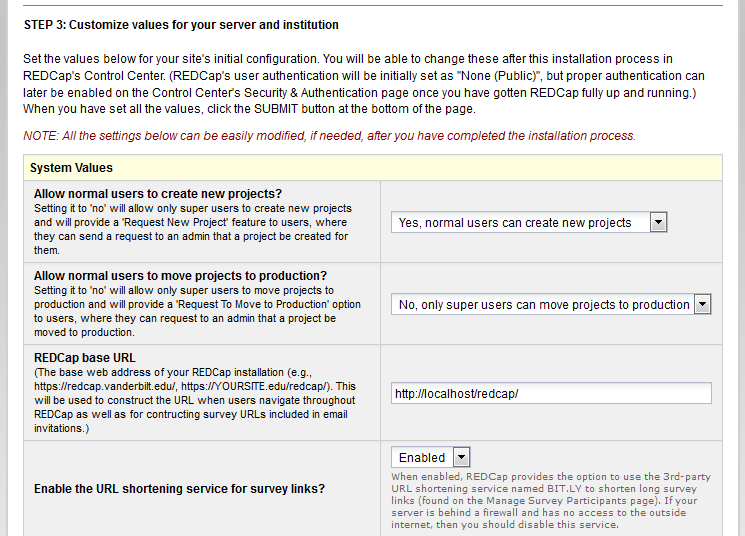 STEP 3: Customize values for your server and institution
Set the values below for your site's initial configuration. You will be able to change these after this installation process in
REDCap's Control Center. (REDCap's user authentication will be initially set as "None (Public)", but proper authentication can
later be enabled on the Control Center's Security & Authentication page once you have gotten REDCap fully up and running.)
When you have set all the values, click the SUBMIT button at the bottom of the page.
NOTE: All the settings below can be easily modified, if needed, after you have completed the installation process.
System Values
Allow normal users to create new projects?
Setting it to 'no' will allow only super users to create new projects
and will provide a 'Request New Project' feature to users, where
they can send a request to an admin that a project be created for
them.
Yes, normal users can create new projects
Allow normal users to move projects to production?
Setting it to 'no' will allow only super users to move projects to
production and will provide a 'Request To Move to Production' option
to users, where they can request to an admin that a project be
moved to production.
No, only super users can move projects to production
REDCap base URL
(The base web address of your REDCap installation (e.g.,
https://redcap.vanderbilt.edu/, https://YOURSITE.edu/redcap/). This
will be used to construct the URL when users navigate throughout
REDCap as well as for contructing survey URLs included in email
invitations.)
http://localhost/redcap/
Enable the URL shortening service for survey links?
Enabled
When enabled, REDCap provides the option to use the 3rd-party
URL shortening service named BIT.LY to shorten long survey
links (found on the Manage Survey Participants page). If your
server is behind a firewall and has no access to the outside
internet, then you should disable this service.